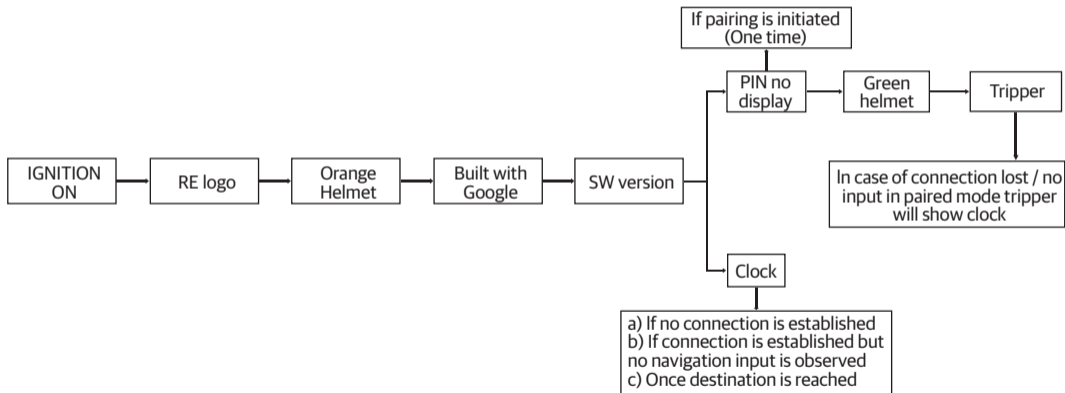 If pairing is initiated
(One time)
PIN no
display
Green
helmet
Tripper
IGNITION
ON
RE logo
Orange
Helmet
Built with
Google
SW version
In case of connection lost / no
input in paired mode tripper
will show clock
Clock
a) If no connection is established
b) If connection is established but
no navigation input is observed
c) Once destination is reached